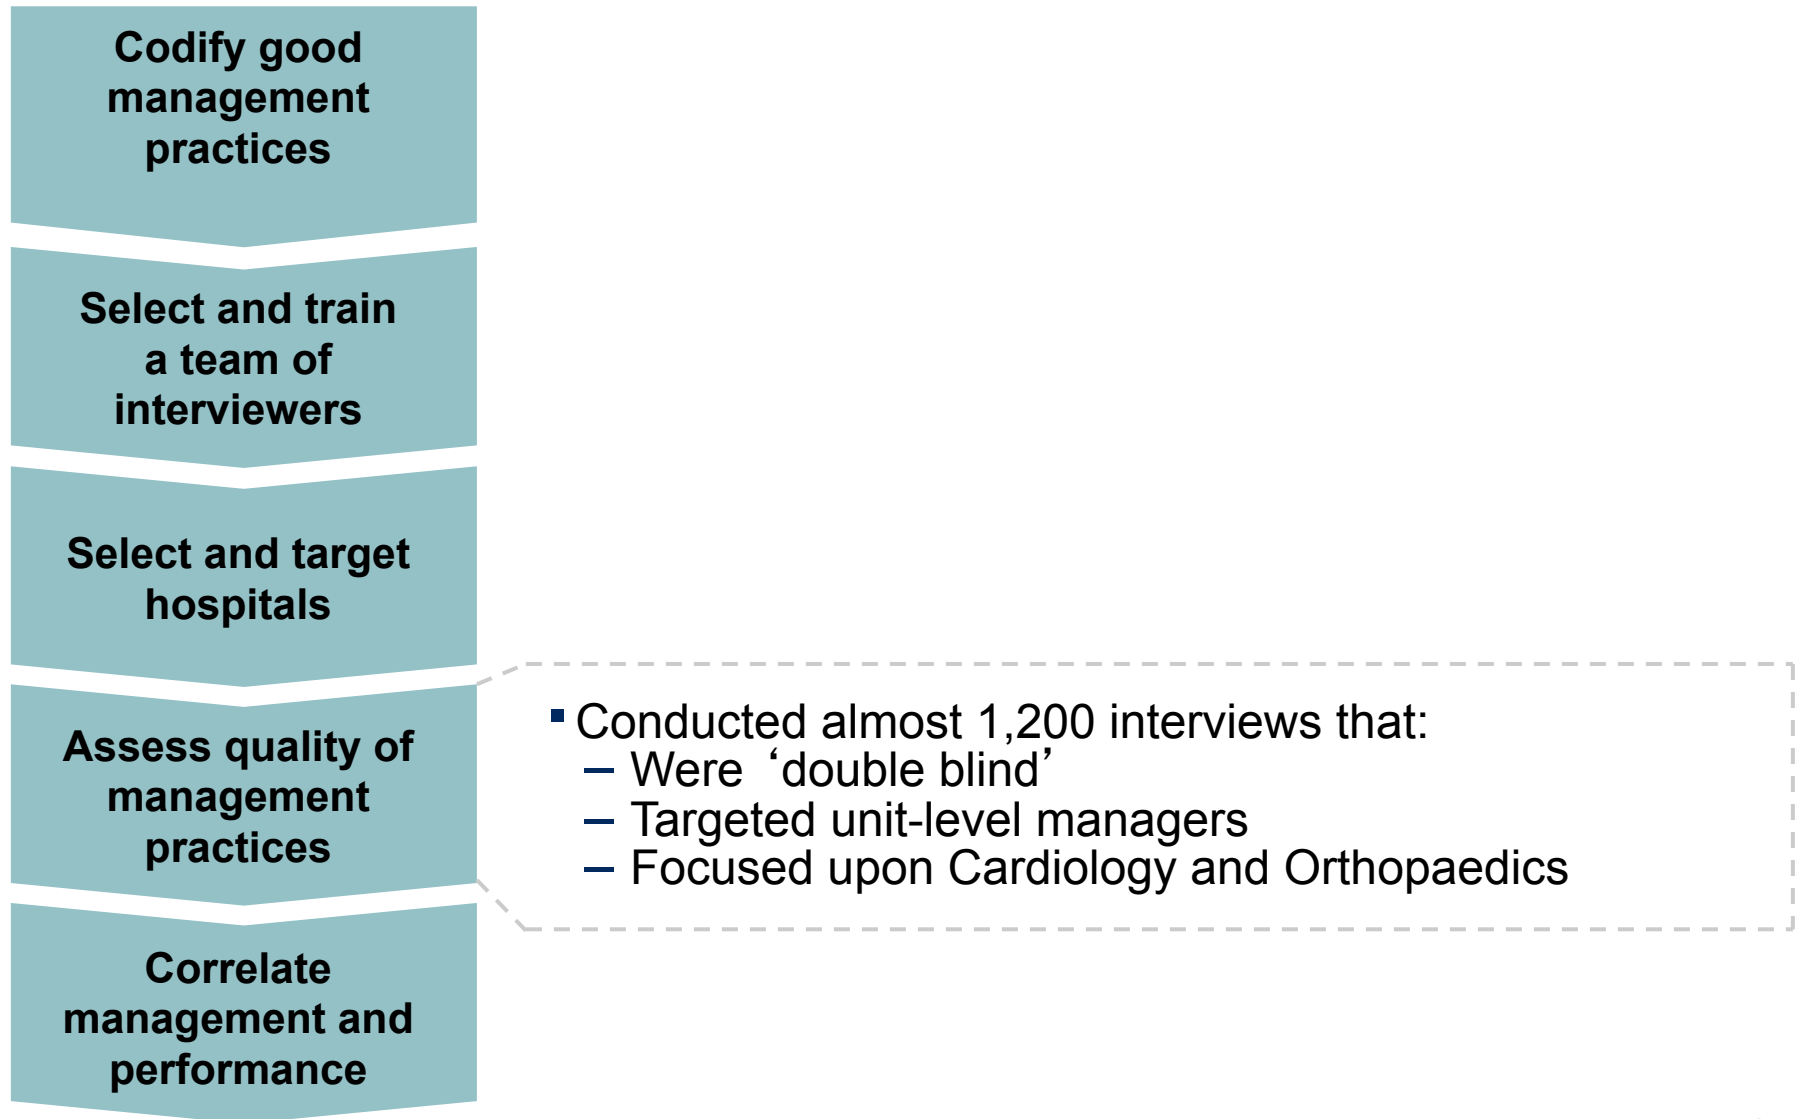 Codify good
management
practices
Select and train
a team of
interviewers
Select and target
hospitals
Assess quality of
management
practices
▪ Conducted almost 1,200 interviews that:
– Were ‘double blind’
– Targeted unit-level managers
– Focused upon Cardiology and Orthopaedics
Correlate
management and
performance